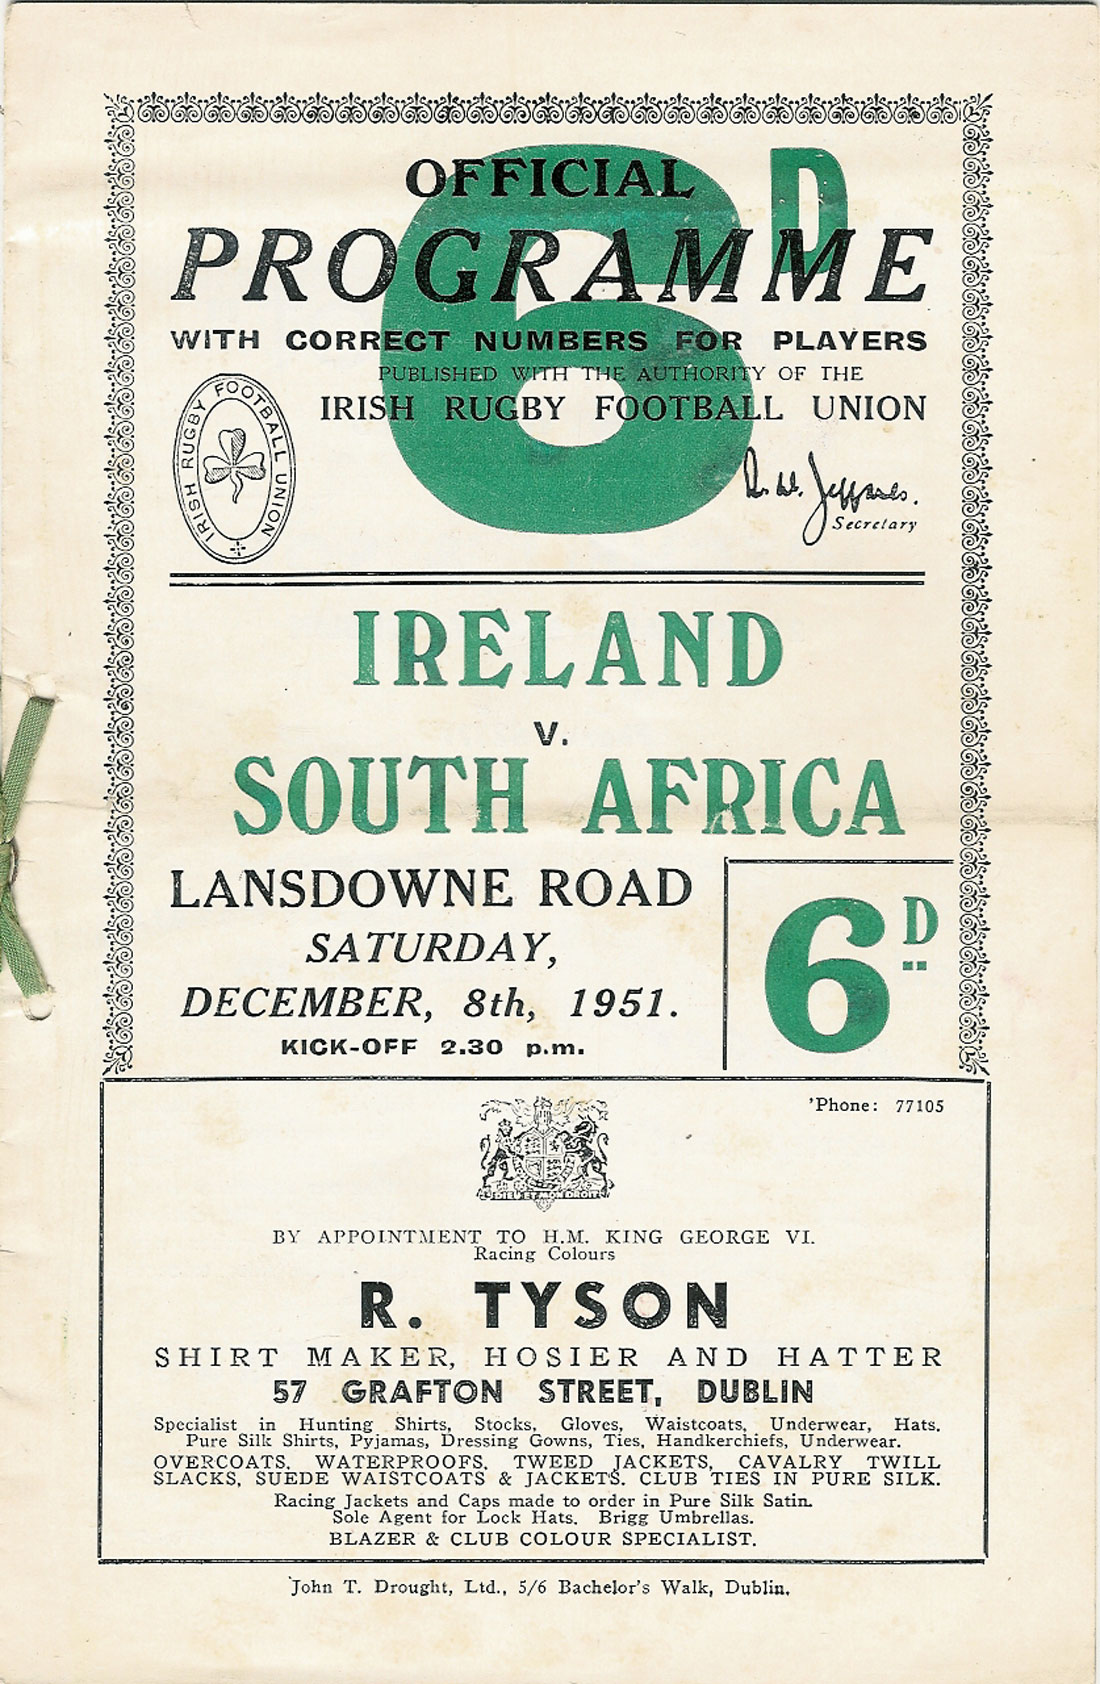 OFFICIAL 6D
PROGRAMME
WITH CORRECT NUMBERS FOR PLAYERS
PUBLISHED WITH THE AUTHORITY OF THE
IRISH RUGBY FOOTBALL UNION
IRISH RUGBY FOOTBALL UNION
R. W. Jeffares.
Secretary
IRELAND
v.
SOUTH AFRICA
LANSDOWNE ROAD
SATURDAY,
DECEMBER, 8th, 1951.
KICK-OFF 2.30 p.m.
6D
'Phone: 77105
DIEU ET MON DROIT
BY APPOINTMENT TO H.M. KING GEORGE VI.
Racing Colours
R. TYSON
SHIRT MAKER, HOSIER AND HATTER
57 GRAFTON STREET, DUBLIN
Specialist in Hunting Shirts, Stocks, Gloves, Waistcoats, Underwear, Hats.
Pure Silk Shirts, Pyjamas, Dressing Gowns, Ties, Handkerchiefs, Underwear.
OVERCOATS. WATERPROOFS. TWEED JACKETS, CAVALRY TWILL
SLACKS, SUEDE WAISTCOATS & JACKETS. CLUB TIES IN PURE SILK.
Racing Jackets and Caps made to order in Pure Silk Satin.
Sole Agent for Lock Hats. Brigg Umbrellas.
BLAZER & CLUB COLOUR SPECIALIST.
John T. Drought, Ltd., 5/6 Bachelor's Walk, Dublin.